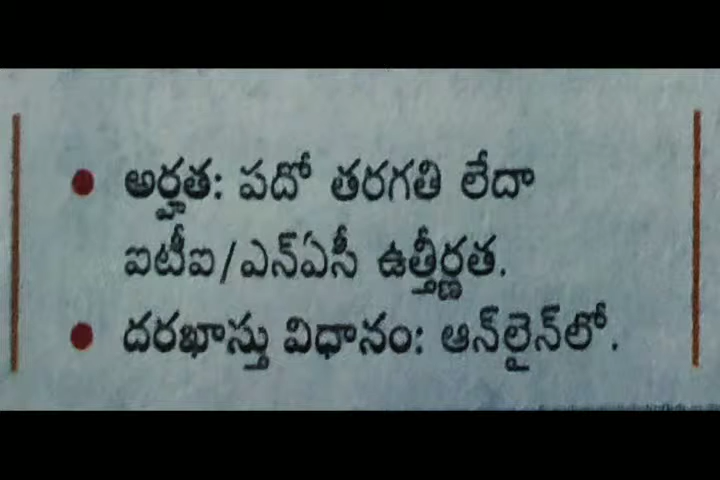 • అర్హత: పదో తరగతి లేదా
ఐటీఐ/ఎన్ఏసీ ఉత్తీర్ణత.
• దరఖాస్తు విధానం: ఆన్‌లైన్‌లో.